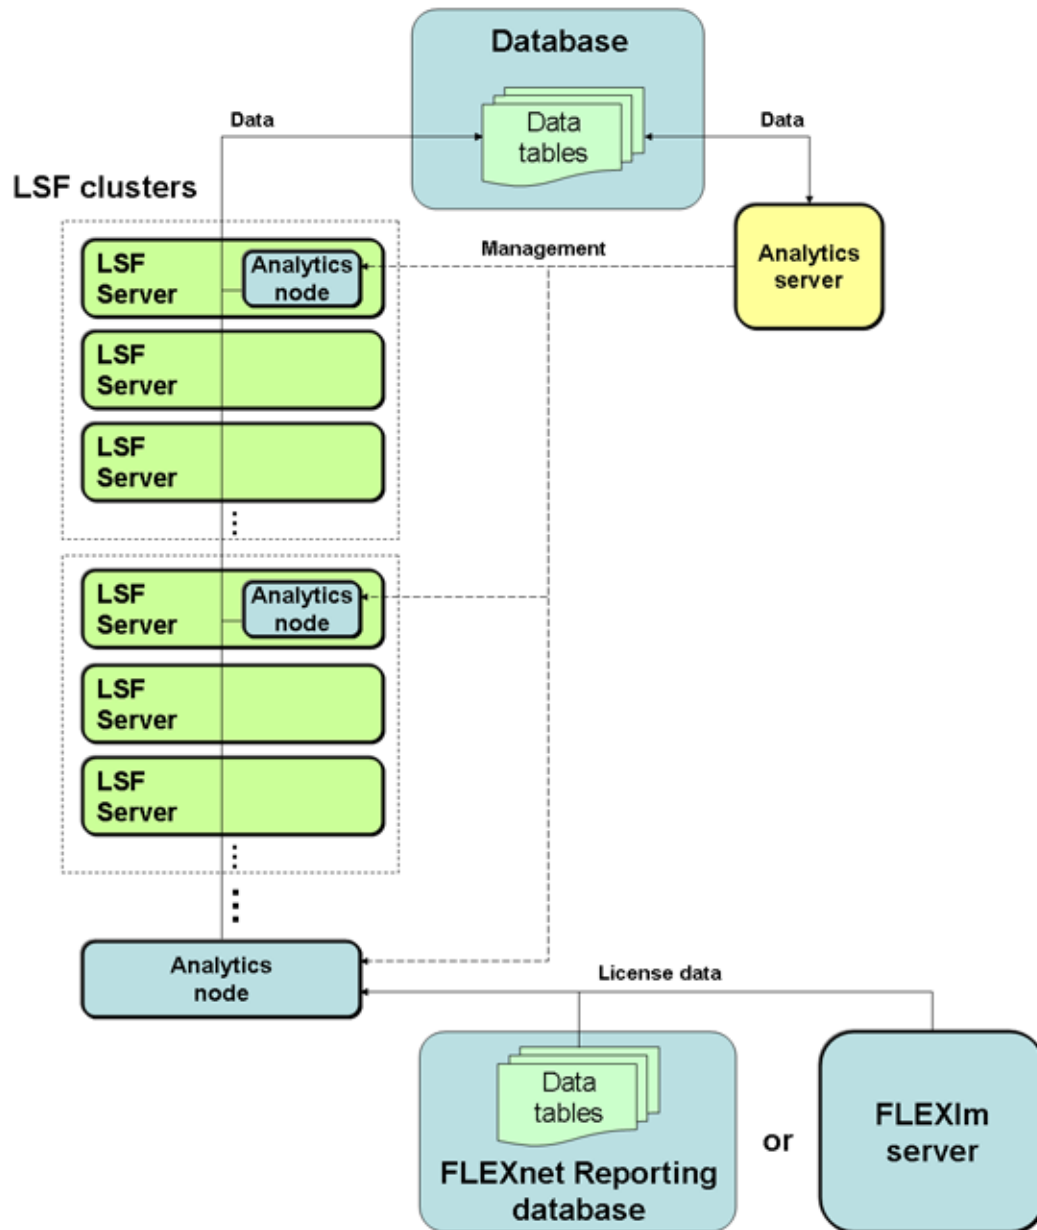 Database
Data
tables
Data
Data
LSF clusters
Management
Analytics
server
LSF
Server
Analytics
node
LSF
Server
LSF
Server
LSF
Server
Analytics
node
LSF
Server
LSF
Server
Analytics
node
License data
Data
tables
FLEXnet Reporting
database
or
FLEXlm
server